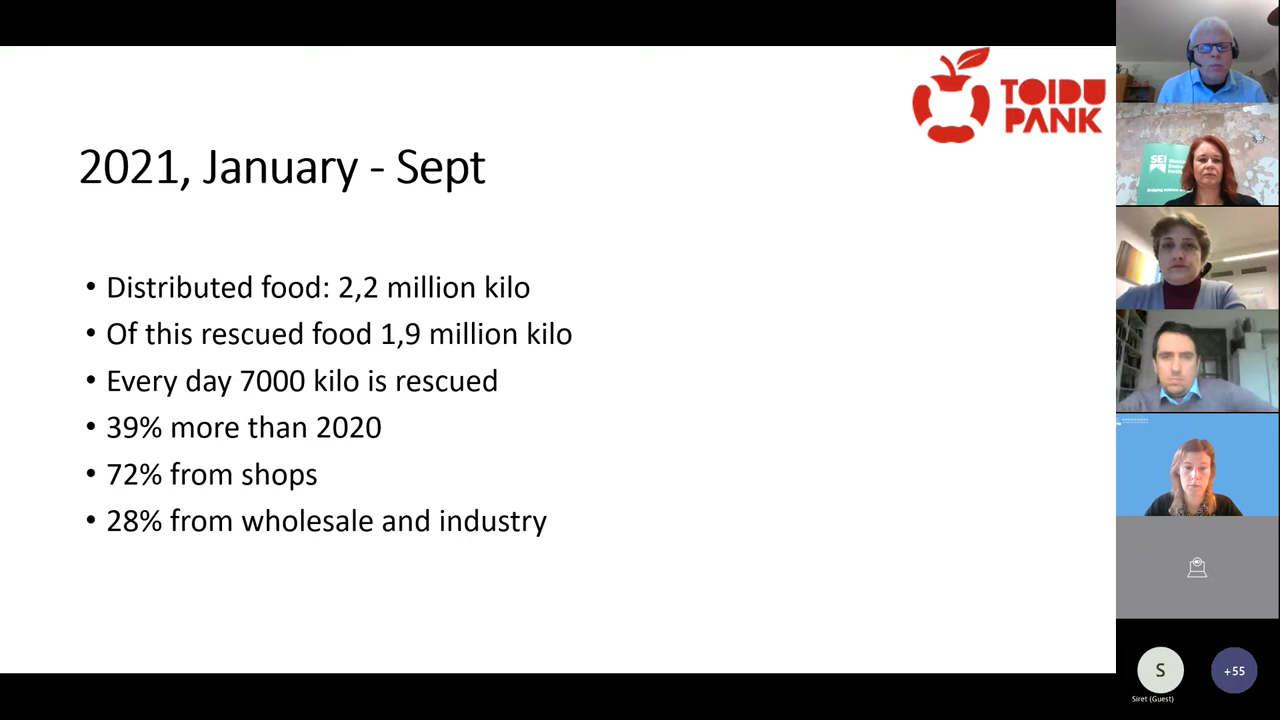 TOIDU
PANK
2021, January - Sept
• Distributed food: 2,2 million kilo
• Of this rescued food 1,9 million kilo
• Every day 7000 kilo is rescued
• 39% more than 2020
• 72% from shops
• 28% from wholesale and industry
SEI
S
Siret (Guest)
+55